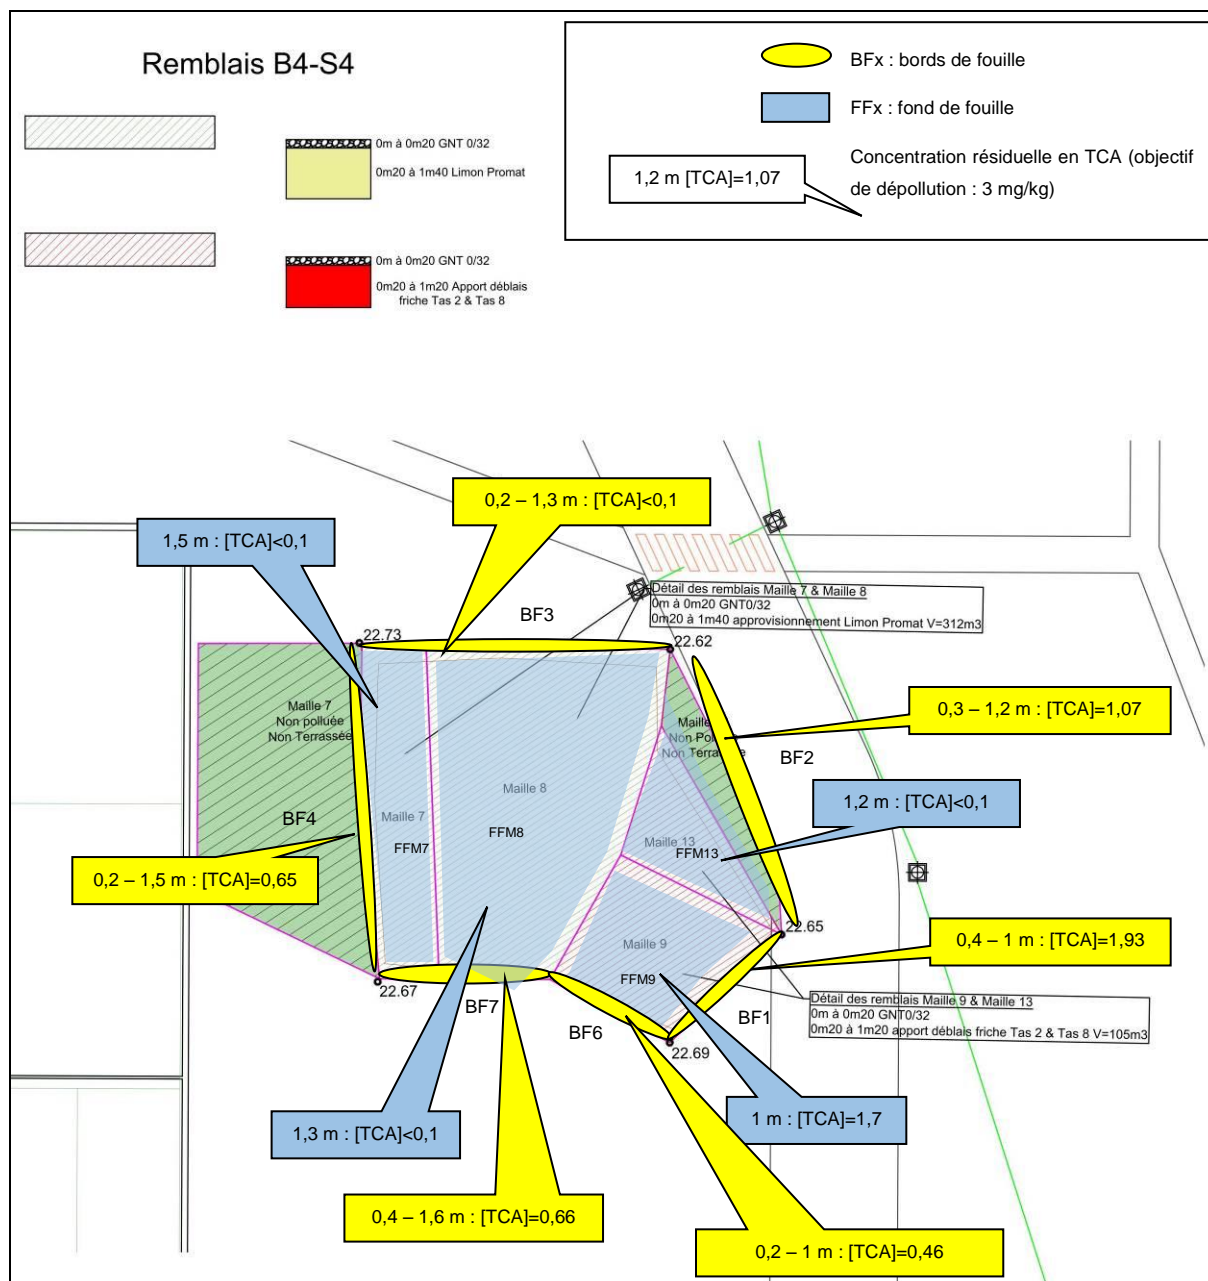 Remblais B4-S4
0m à 0m20 GNT 0/32
0m20 à 1m40 Limon Promat
0m à 0m20 GNT 0/32
0m20 à 1m20 Apport déblais
friche Tas 2 & Tas 8
BFx : bords de fouille
FFx : fond de fouille
1,2 m [TCA]=1,07
Concentration résiduelle en TCA (objectif
de dépollution : 3 mg/kg)
0,2 – 1,3 m : [TCA]<0,1
1,5 m : [TCA]<0,1
Détail des remblais Maille 7 & Maille 8
0m à 0m20 GNT0/32
0m20 à 1m40 approvisionnement Limon Promat V=312m3
BF3
22.73
22.62
Maille 7
Non polluée
Non Terrassée
Maille
Non
Non
0,3 – 1,2 m : [TCA]=1,07
BF2
Maille 8
1,2 m : [TCA]<0,1
BF4
Maille 7
FFM7
FFM8
Maille 13
FFM13
0,2 – 1,5 m : [TCA]=0,65
22.65
0,4 – 1 m : [TCA]=1,93
Maille 9
FFM9
22.67
BF7
BF6
BF1
22.69
Détail des remblais Maille 9 & Maille 13
0m à 0m20 GNT0/32
0m20 à 1m20 apport déblais friche Tas 2 & Tas 8 V=105m3
1,3 m : [TCA]<0,1
1 m : [TCA]=1,7
0,4 – 1,6 m : [TCA]=0,66
0,2 – 1 m : [TCA]=0,46